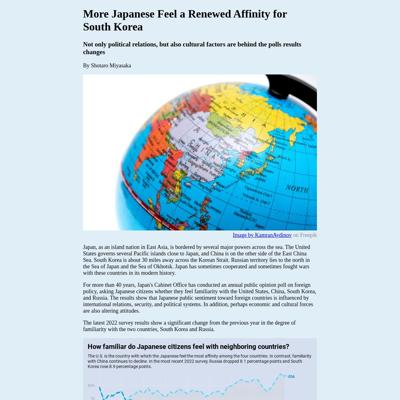 More Japanese Feel a Renewed Affinity for
South Korea
Not only political relations, but also cultural factors are behind the polls results
changes
By Shotaro Miyasaka
NORTH
Image by KamranAydinov on Freepik
Japan, as an island nation in East Asia, is bordered by several major powers across the sea. The United
States governs several Pacific islands close to Japan, and China is on the other side of the East China
Sea. South Korea is about 30 miles away across the Korean Strait. Russian territory lies to the north in
the Sea of Japan and the Sea of Okhotsk. Japan has sometimes cooperated and sometimes fought wars
with these countries in its modern history.
For more than 40 years, Japan's Cabinet Office has conducted an annual public opinion poll on foreign
policy, asking Japanese citizens whether they feel familiarity with the United States, China, South Korea,
and Russia. The results show that Japanese public sentiment toward foreign countries is influenced by
international relations, security, and political systems. In addition, perhaps economic and cultural forces
are also altering attitudes.
The latest 2022 survey results show a significant change from the previous year in the degree of
familiarity with the two countries, South Korea and Russia.
How familiar do Japanese citizens feel with neighboring countries?
The U.S. is the country with which the Japanese feel the most affinity among the four countries. In contrast, familiarity
with China continues to decline. In the most recent 2022 survey, Russia dropped 8.1 percentage points and South
Korea rose 8.9 percentage points.